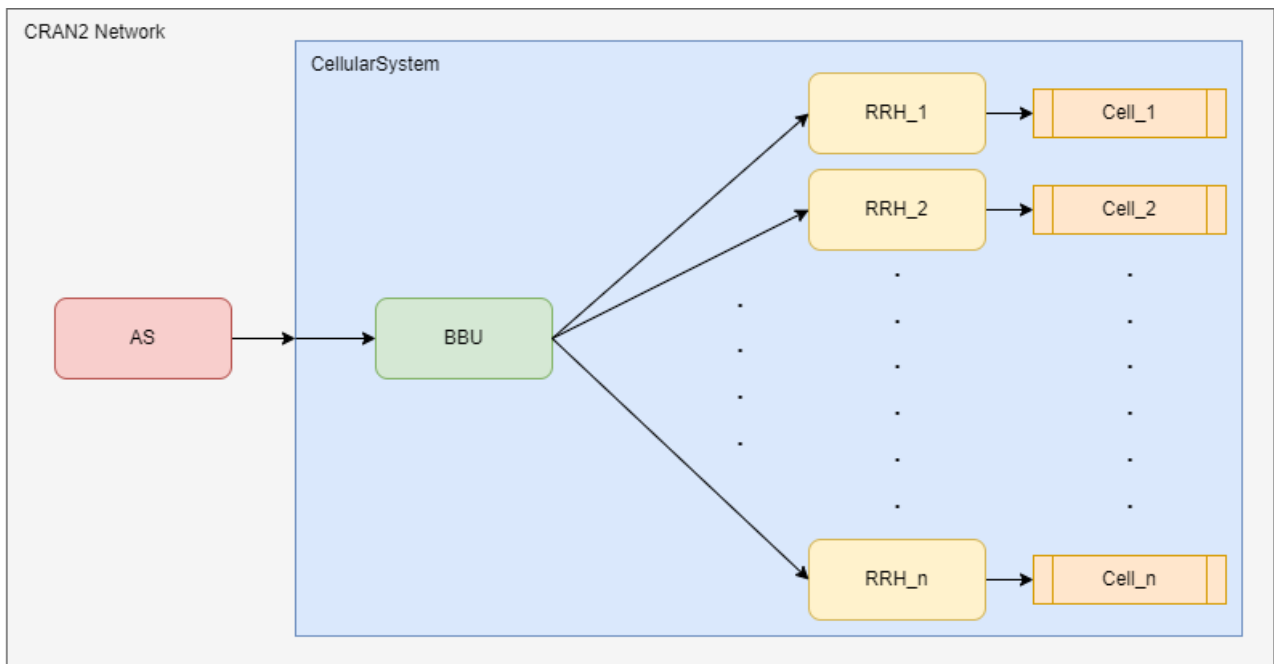 CRAN2 Network
CellularSystem
RRH_1
Cell_1
RRH_2
Cell_2
AS
BBU
RRH_n
Cell_n